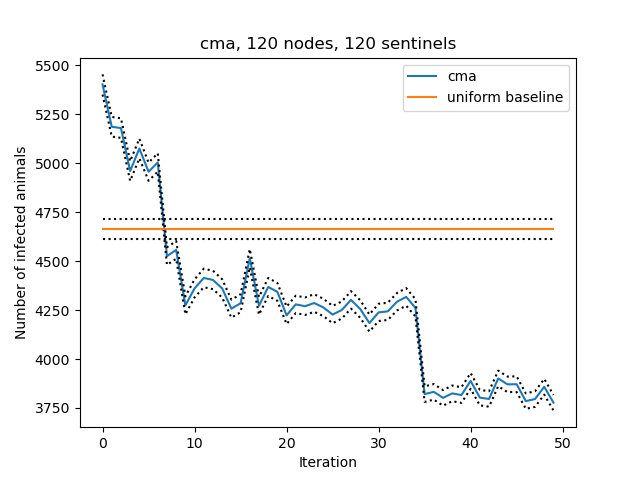 cma, 120 nodes, 120 sentinels
cma
uniform baseline
5500
5250
5000
4750
4500
4250
4000
3750
Number of infected animals
0 10 20 30 40 50
Iteration